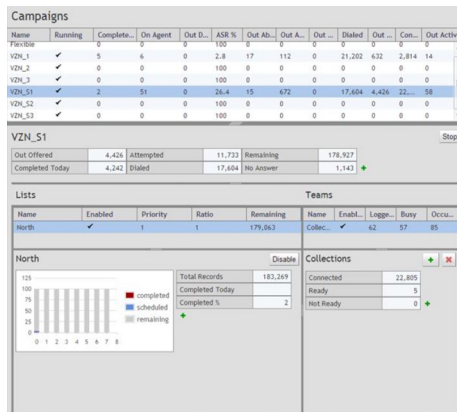 Campaigns
Name Running Complete... On Agent Out D... ASR % Out Ab... Out A... Out ... Dialed Out ... Con... Out Activ
Flexible 0 0 0 100 0 0 0 0 0 0 0
VZN_1 ✔ 5 6 0 2.8 17 112 0 21,202 632 2,814 14
VZN_2 ✔ 0 0 0 100 0 0 0 0 0 0 0
VZN_3 ✔ 0 0 0 100 0 0 0 0 0 0 0
VZN_S1 ✔ 2 51 0 26.4 15 672 0 17,604 4,426 22,... 58
VZN_S2 ✔ 0 0 0 100 0 0 0 0 0 0 0
VZN_S3 ✔ 0 0 0 100 0 0 0 0 0 0 0
VZN_S1 Stop
Out Offered 4,426 Attempted 11,733 Remaining 178,927
Completed Today 4,242 Dialed 17,604 No Answer 1,143
Lists Teams
Name Enabled Priority Ratio Remaining Name Enabl... Logge... Busy Occu...
North ✔ 1 1 179,063 Collec... ✔ 62 57 85
North Disable Collections
125 100 75 50 25 0
0 1 2 3 4 5 6 7 8
completed
scheduled
remaining
Total Records 183,269
Completed Today
Completed % 2
Connected 22,805
Ready 5
Not Ready 0